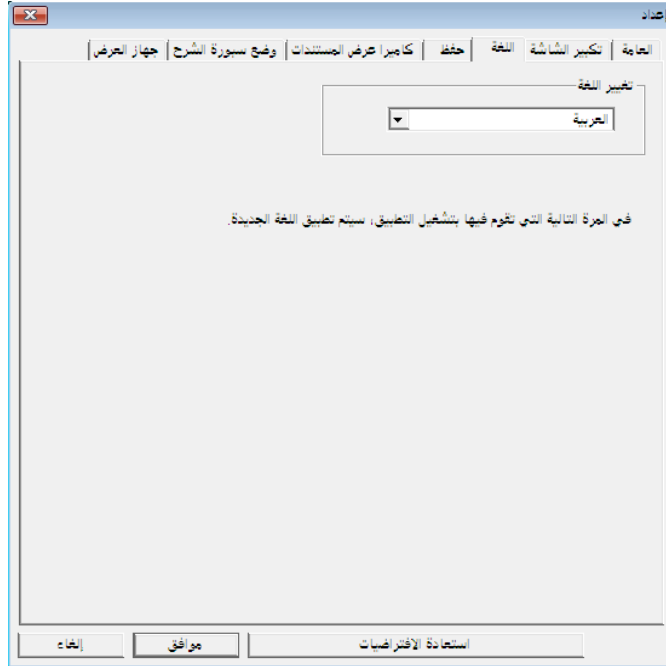 إعداد
العامة تكبير الشاشة اللغة حفظ كاميرا عرض المستندات وضع سبورة الشرح جهاز العرض
تغيير اللغة
العربية
في المرة التالية التي تقوم فيها بتشغيل التطبيق، سيتم تطبيق اللغة الجديدة.
استعادة الافتراضيات موافق إلغاء